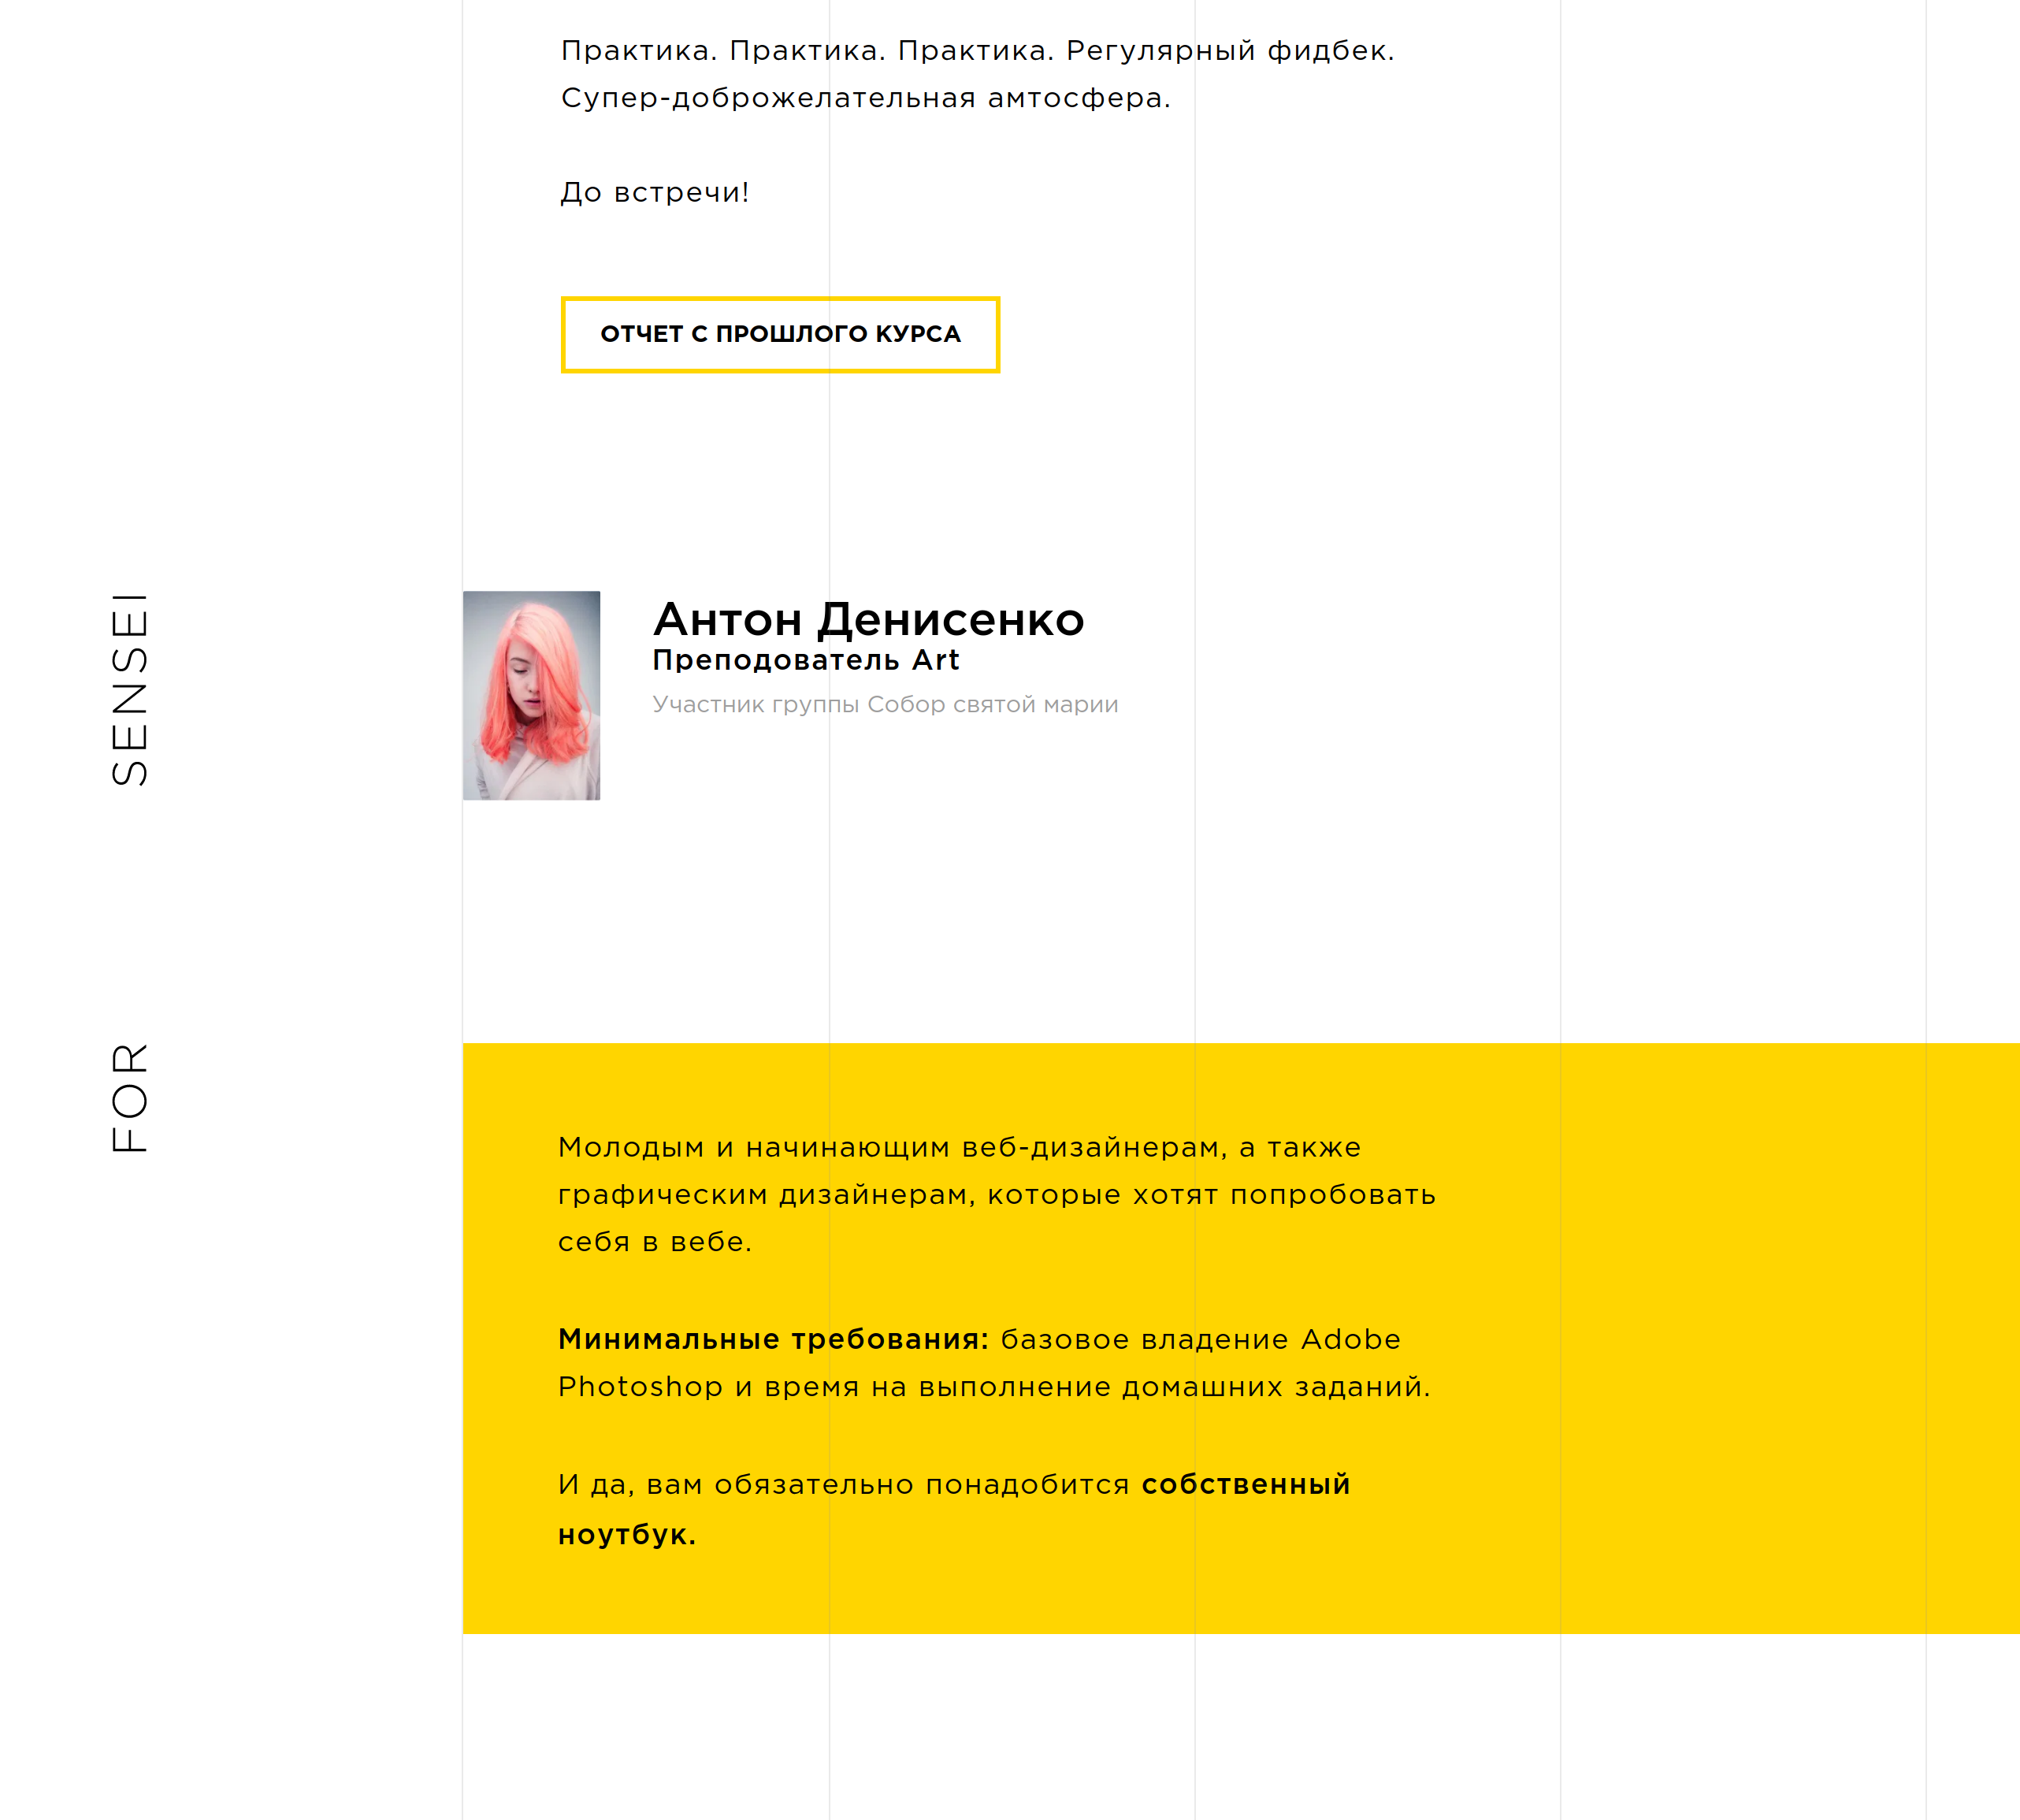 Практика. Практика. Практика. Регулярный фидбек.
Супер-доброжелательная амтосфера.
До встречи!
ОТЧЕТ С ПРОШЛОГО КУРСА
SENSEI
Антон Денисенко
Преподователь Art
Участник группы Собор святой марии
FOR
Молодым и начинающим веб-дизайнерам, а также
графическим дизайнерам, которые хотят попробовать
себя в вебе.
Минимальные требования: базовое владение Adobe
Photoshop и время на выполнение домашних заданий.
И да, вам обязательно понадобится собственный
ноутбук.